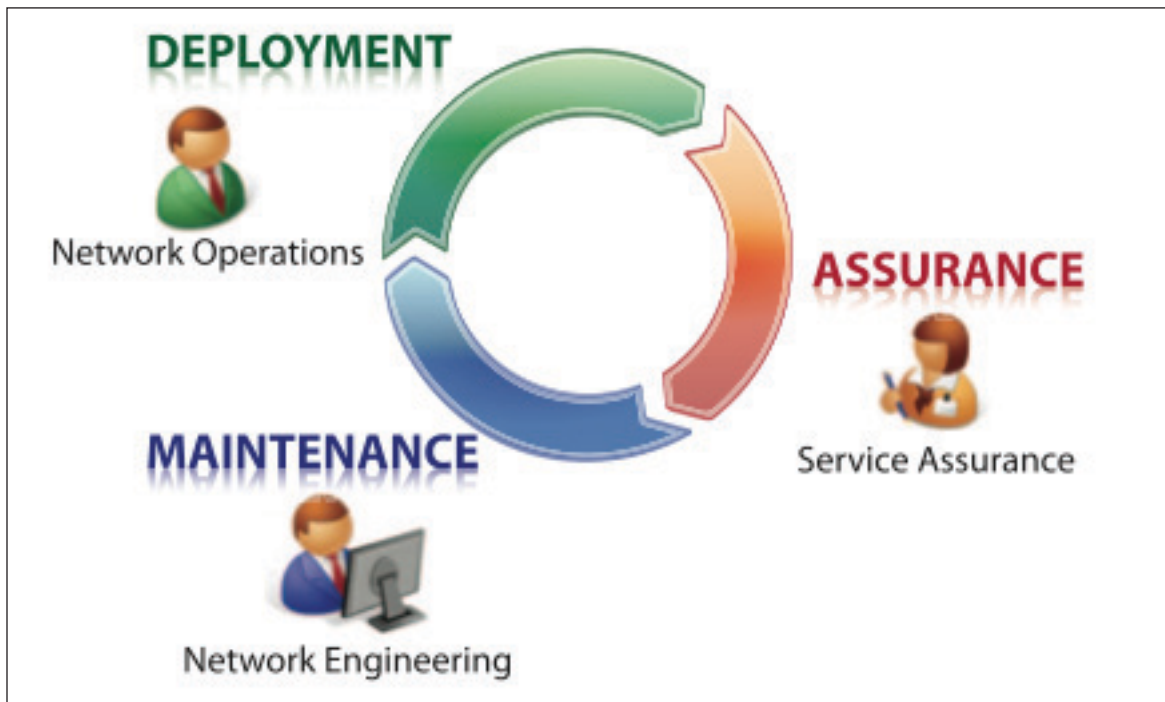 DEPLOYMENT
Network Operations
ASSURANCE
Service Assurance
MAINTENANCE
Network Engineering